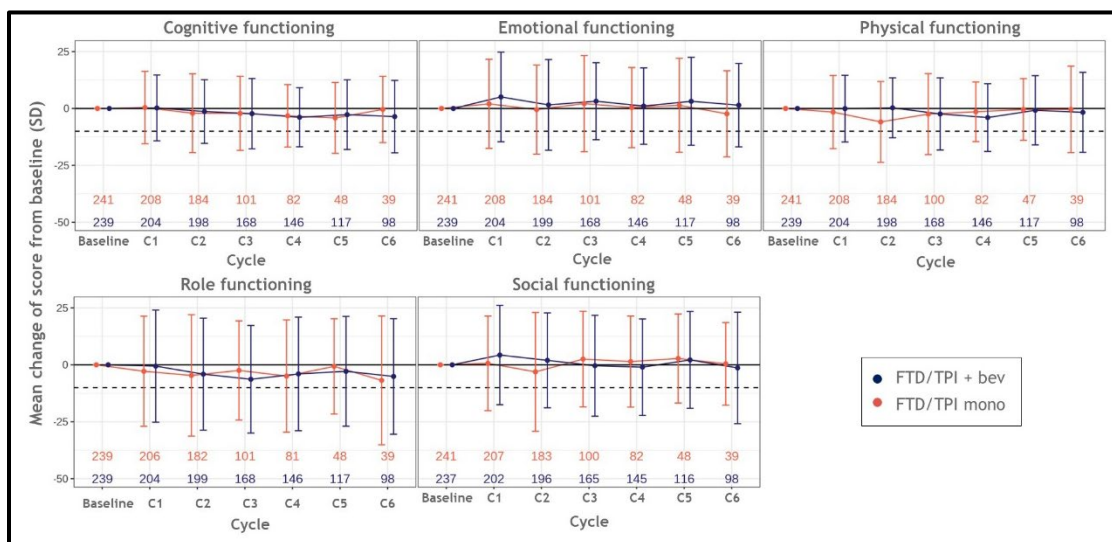 Cognitive functioning
Emotional functioning
Physical functioning
Mean change of score from baseline (SD)
25
0
-25
-50
241 208 184 101 82 48 39
239 204 198 168 146 117 98
241 208 184 101 82 48 39
239 204 199 168 146 117 98
241 208 184 100 82 47 39
239 204 198 168 146 117 98
Baseline C1 C2 C3 C4 C5 C6
Baseline C1 C2 C3 C4 C5 C6
Baseline C1 C2 C3 C4 C5 C6
Cycle
Cycle
Cycle
Role functioning
Social functioning
25
0
-25
-50
239 206 182 101 81 48 39
239 204 199 168 146 117 98
241 207 183 100 82 48 39
237 202 196 165 145 116 98
Baseline C1 C2 C3 C4 C5 C6
Baseline C1 C2 C3 C4 C5 C6
Cycle
Cycle
FTD/TPI + bev
FTD/TPI mono